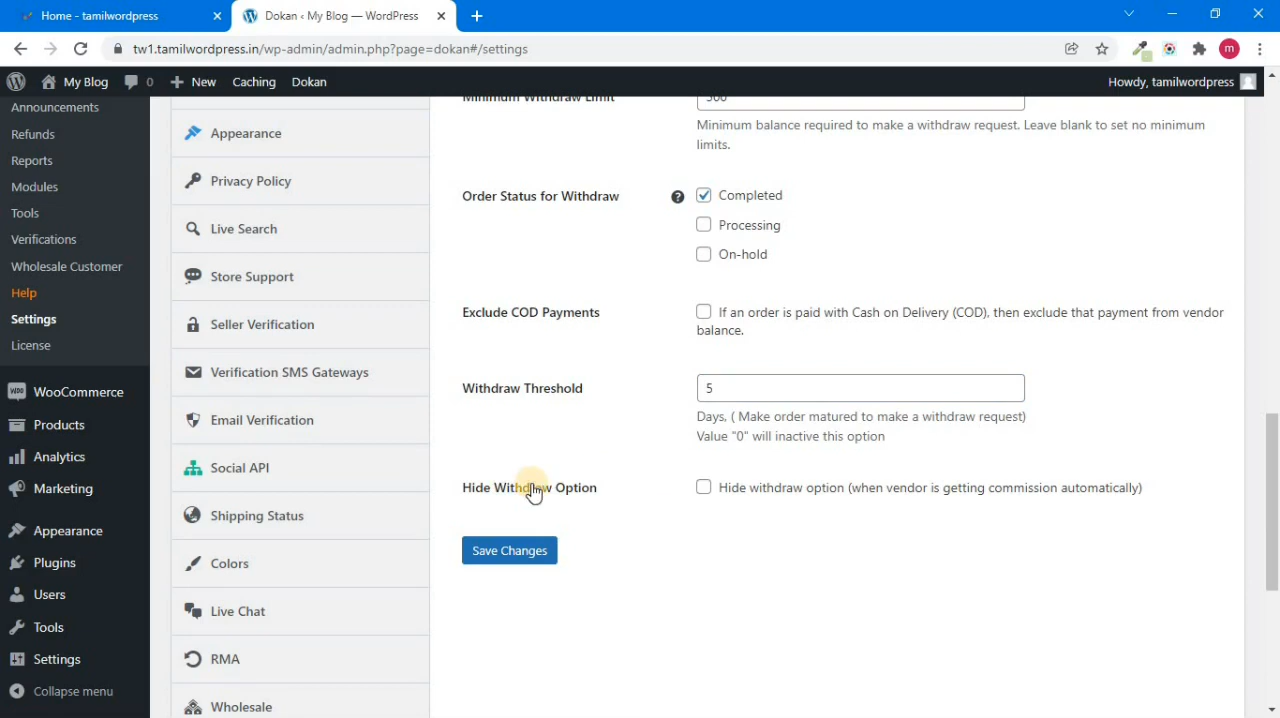 Home - tamilwordpress
Dokan ‹ My Blog — WordPress
tw1.tamilwordpress.in/wp-admin/admin.php?page=dokan#/settings
m
My Blog
0
New
Caching
Dokan
Howdy, tamilwordpress
Announcements
Refunds
Reports
Modules
Tools
Verifications
Wholesale Customer
Help
Settings
License
WooCommerce
Products
Analytics
Marketing
Appearance
Plugins
Users
Tools
Settings
Collapse menu
Appearance
Privacy Policy
Live Search
Store Support
Seller Verification
Verification SMS Gateways
Email Verification
Social API
Shipping Status
Colors
Live Chat
RMA
Wholesale
Minimum Withdraw Limit
500
Minimum balance required to make a withdraw request. Leave blank to set no minimum
limits.
Order Status for Withdraw
Completed
Processing
On-hold
Exclude COD Payments
If an order is paid with Cash on Delivery (COD), then exclude that payment from vendor
balance.
Withdraw Threshold
5
Days, ( Make order matured to make a withdraw request)
Value "0" will inactive this option
Hide Withdraw Option
Hide withdraw option (when vendor is getting commission automatically)
Save Changes